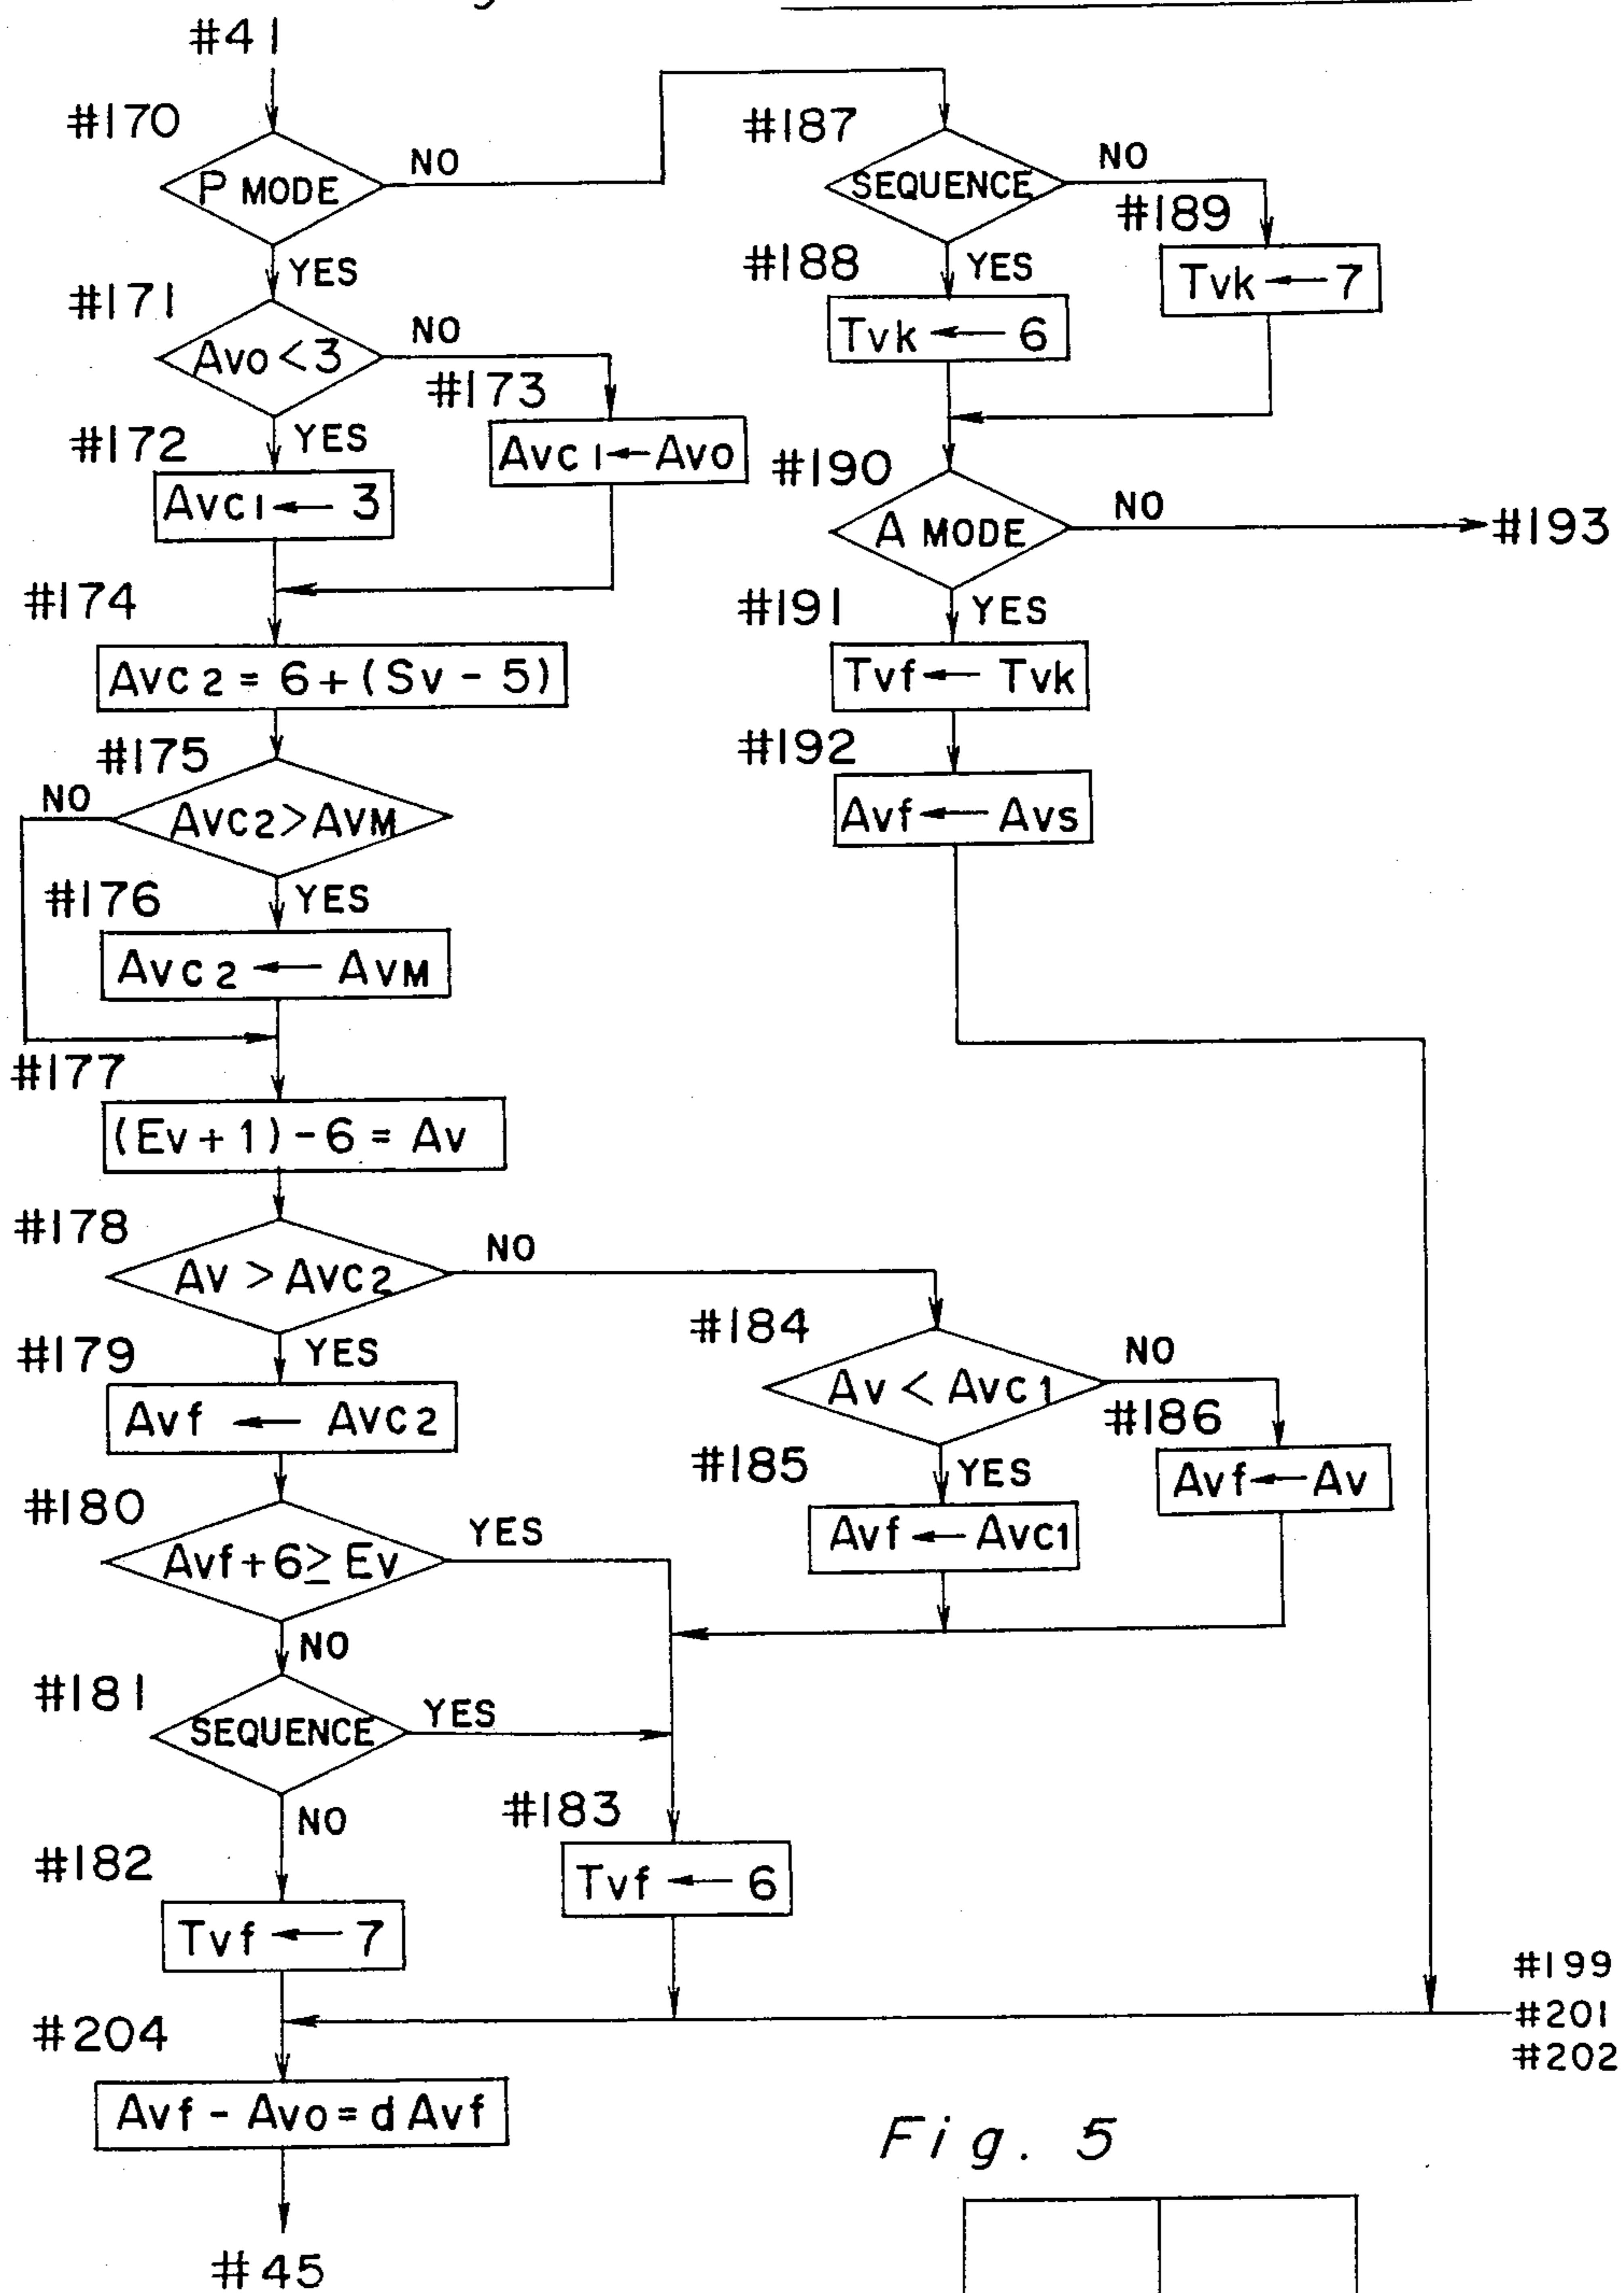 #41
#170
P MODE
NO
YES
#171
Avo < 3
NO
#173
Avc1 ← Avo
YES
#172
Avc1 ← 3
#174
Avc2 = 6 + (Sv - 5)
#175
NO
Avc2 > AvM
YES
#176
Avc2 ← AvM
#177
(Ev + 1) - 6 = Av
#178
Av > Avc2
NO
YES
#179
Avf ← Avc2
#180
Avf + 6 ≥ Ev
YES
NO
#181
SEQUENCE
YES
NO
#182
Tvf ← 7
#183
Tvf ← 6
#184
Av < Avc1
NO
#186
Avf ← Av
YES
#185
Avf ← Avc1
#187
SEQUENCE
NO
#189
Tvk ← 7
YES
#188
Tvk ← 6
#190
A MODE
NO
#193
YES
#191
Tvf ← Tvk
#192
Avf ← Avs
#199
#201
#202
#204
Avf - Avo = d Avf
#45
Fig. 5